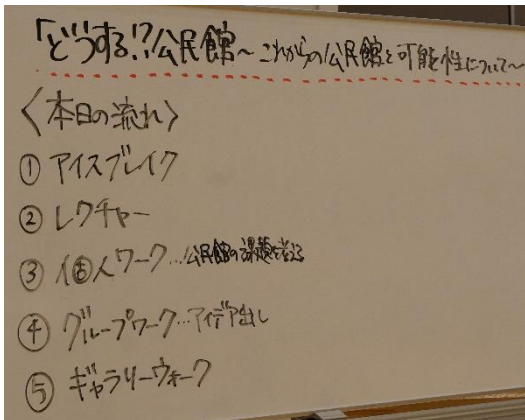 「どうする!?公民館～これからの公民館と可能性について～
〈本日の流れ〉
① アイスブレイク
② レクチャー
③ 個人ワーク…公民館の課題を考える
④ グループワーク…アイデア出し
⑤ ギャラリーウォーク